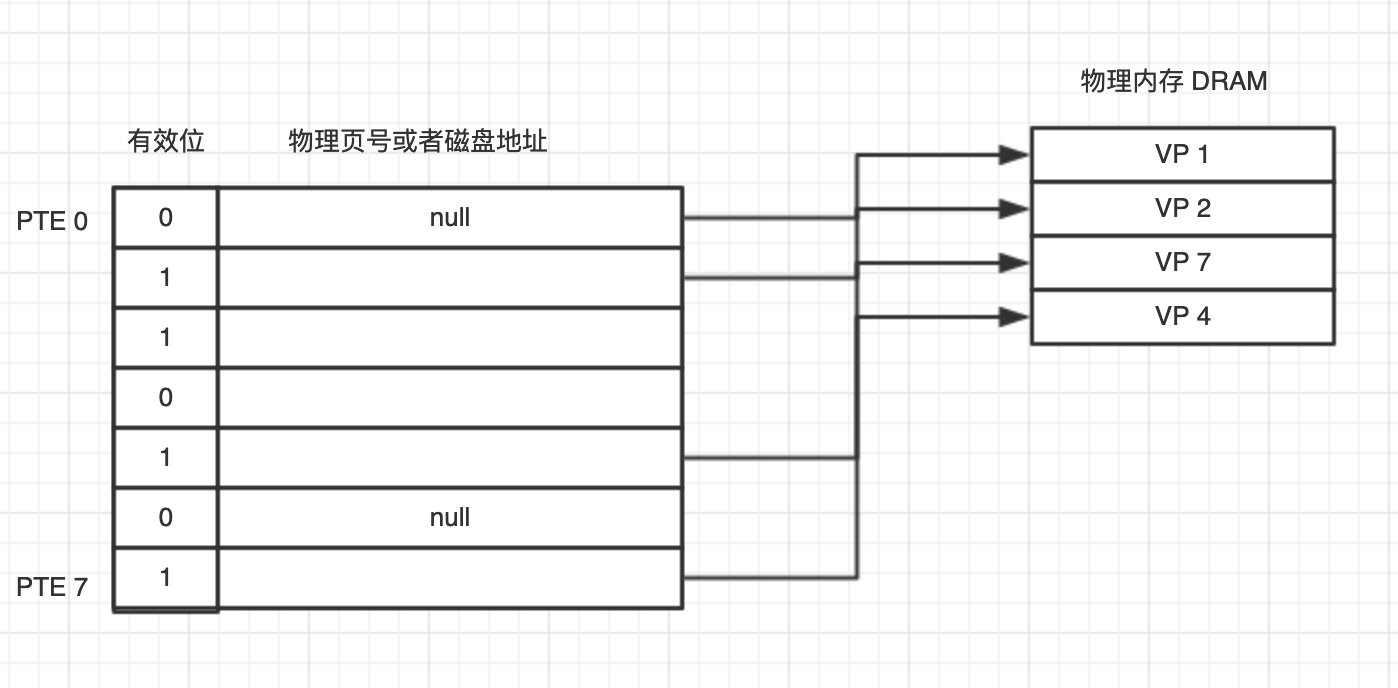 物理内存 DRAM
有效位 物理页号或者磁盘地址
VP 1
VP 2
VP 7
VP 4
PTE 0 0 null
1
1
0
1
0 null
PTE 7 1